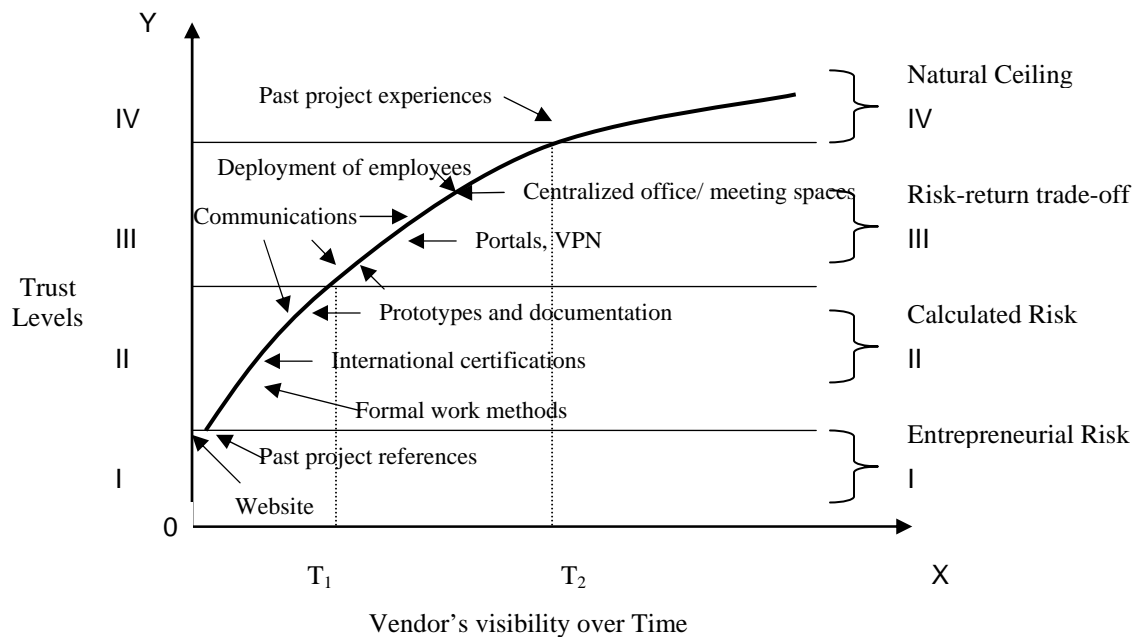 Y
Natural Ceiling
Past project experiences
IV
IV
Deployment of employees
Centralized office/ meeting spaces
Risk-return trade-off
Communications
III
Portals, VPN
III
Trust
Levels
Prototypes and documentation
Calculated Risk
II
International certifications
II
Formal work methods
Entrepreneurial Risk
Past project references
I
I
Website
0
T1
T2
X
Vendor’s visibility over Time